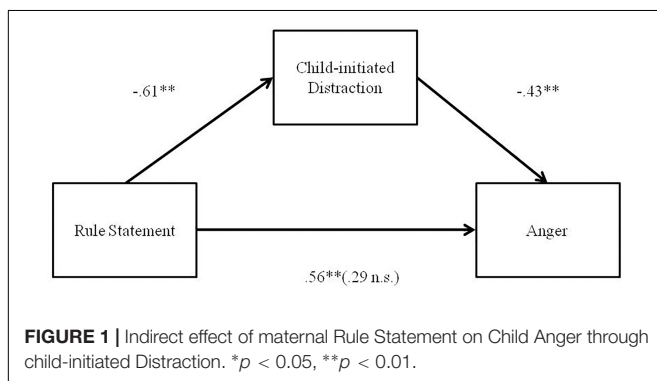 Child-initiated
Distraction
-.61**
-.43**
Rule Statement
Anger
.56**(.29 n.s.)
FIGURE 1 | Indirect effect of maternal Rule Statement on Child Anger through
child-initiated Distraction. *p < 0.05, **p < 0.01.